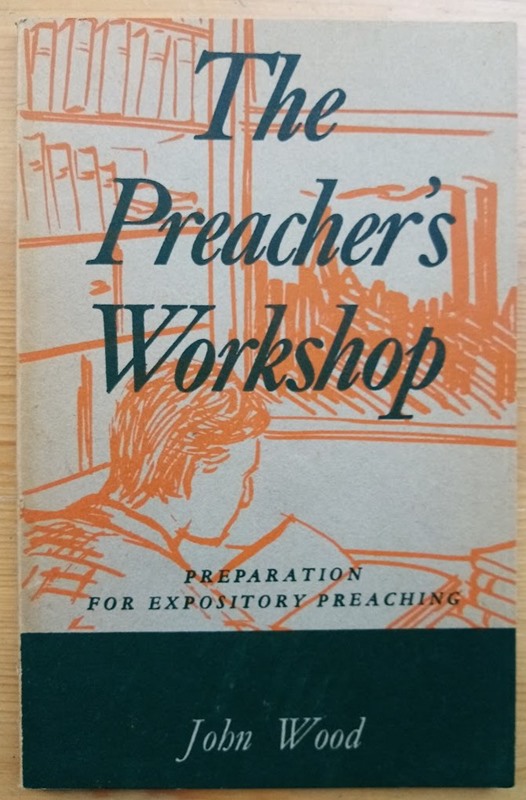 The
Preacher's
Workshop
PREPARATION
FOR EXPOSITORY PREACHING
John Wood